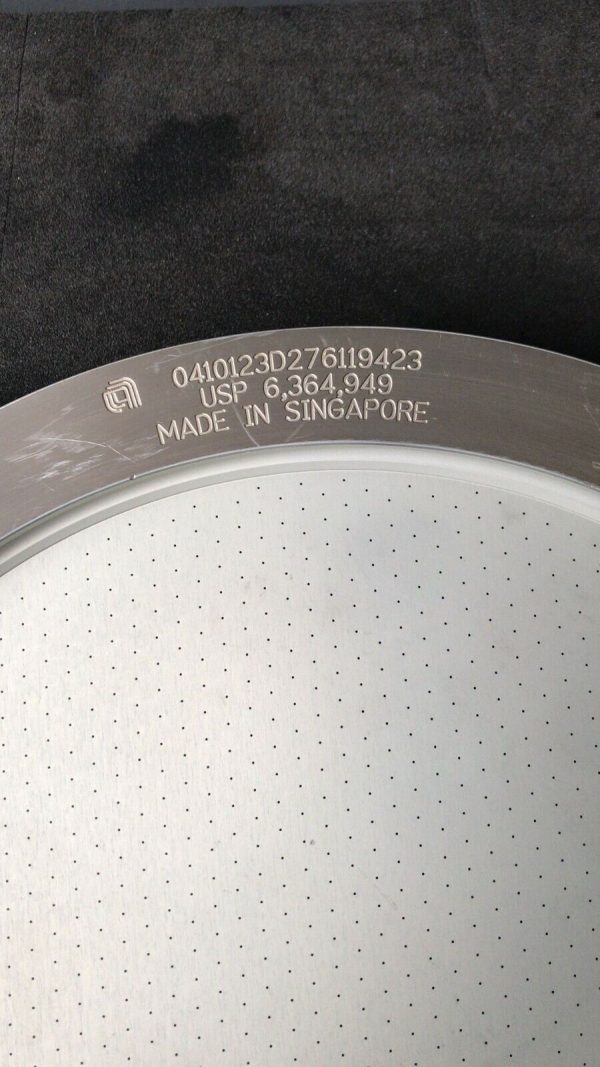 0410123D276119423
USP 6,364,949
MADE IN SINGAPORE